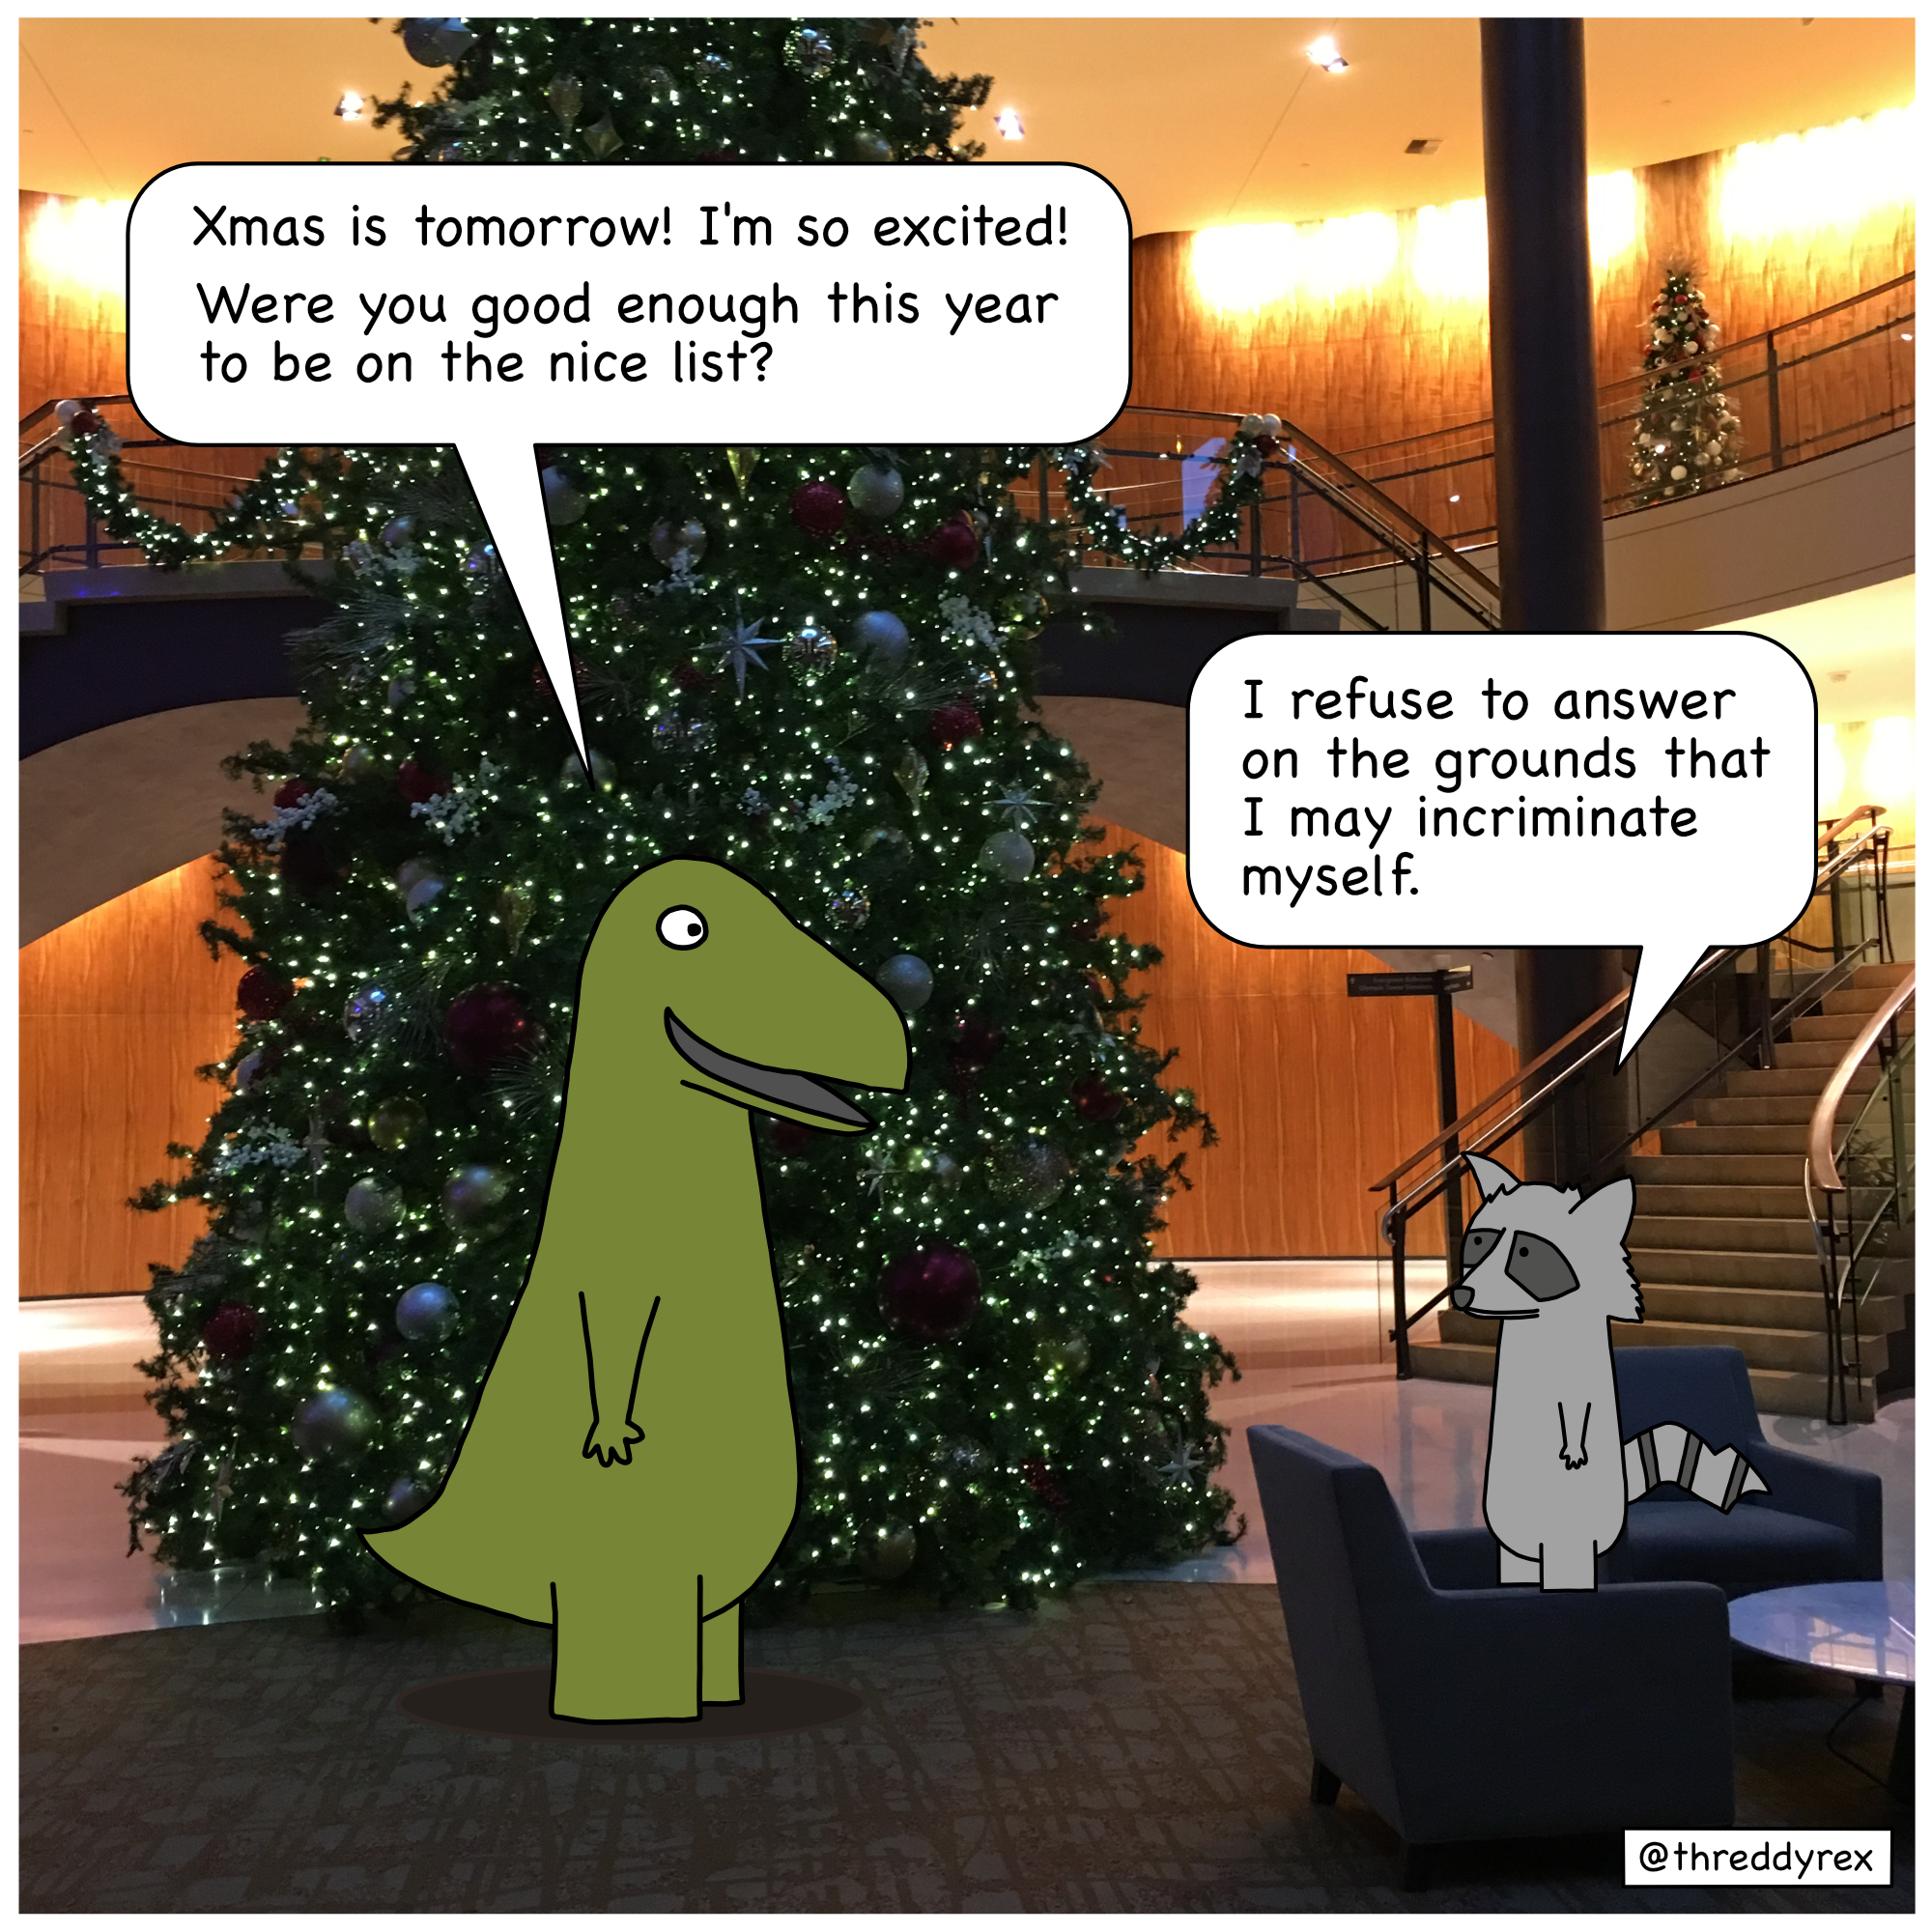 Xmas is tomorrow! I'm so excited!
Were you good enough this year
to be on the nice list?
I refuse to answer
on the grounds that
I may incriminate
myself.
@threddyrex